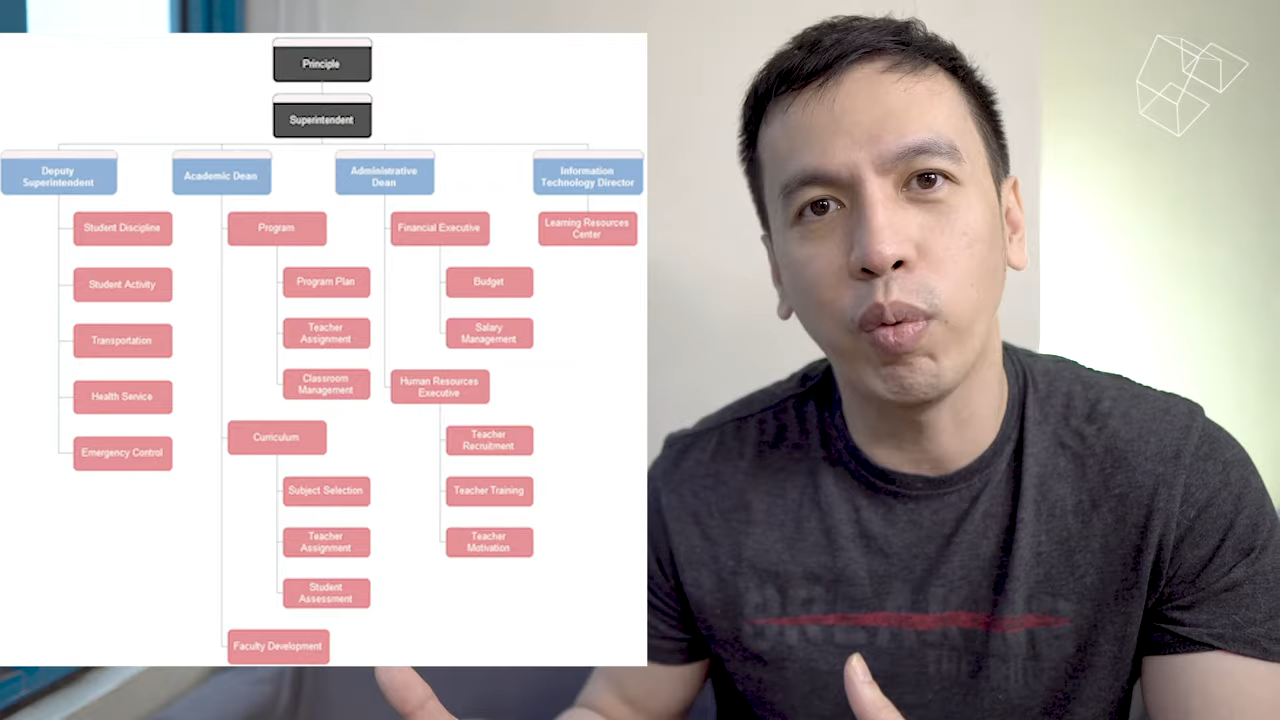 Principle
Superintendent
Deputy
Superintendent
Academic Dean
Administrative
Dean
Information
Technology Director
Student Discipline
Student Activity
Transportation
Health Service
Emergency Control
Program
Program Plan
Teacher
Assignment
Classroom
Management
Curriculum
Subject Selection
Teacher
Assignment
Student
Assessment
Faculty Development
Financial Executive
Budget
Salary
Management
Human Resources
Executive
Teacher
Recruitment
Teacher Training
Teacher
Motivation
Learning Resources
Center